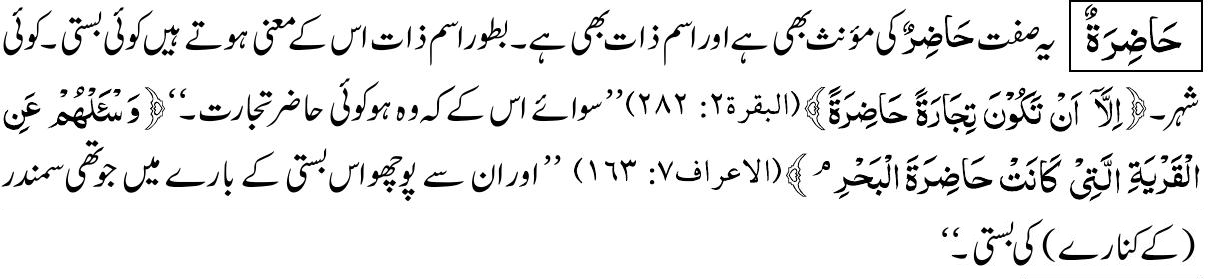 حَاضِرَةٌ یہ صفت حَاضِرٌ کی مؤنث بھی ہے اور اسم ذات بھی ہے۔ بطور اسم ذات اس کے معنی ہوتے ہیں کوئی بستی۔ کوئی
شہر۔ ﴿اِلَّآ اَنْ تَكُوْنَ تِجَارَةً حَاضِرَةً﴾ (البقرۃ۲: ۲۸۲) ’’سوائے اس کے کہ وہ ہو کوئی حاضر تجارت۔‘‘ ﴿وَسْـَٔلْهُمْ عَنِ
الْقَرْيَةِ الَّتِيْ كَانَتْ حَاضِرَةَ الْبَحْرِ ۘ﴾ (الاعراف۷: ۱۶۳) ’’اور ان سے پوچھو اس بستی کے بارے میں جو تھی سمندر
(کے کنارے) کی بستی۔‘‘